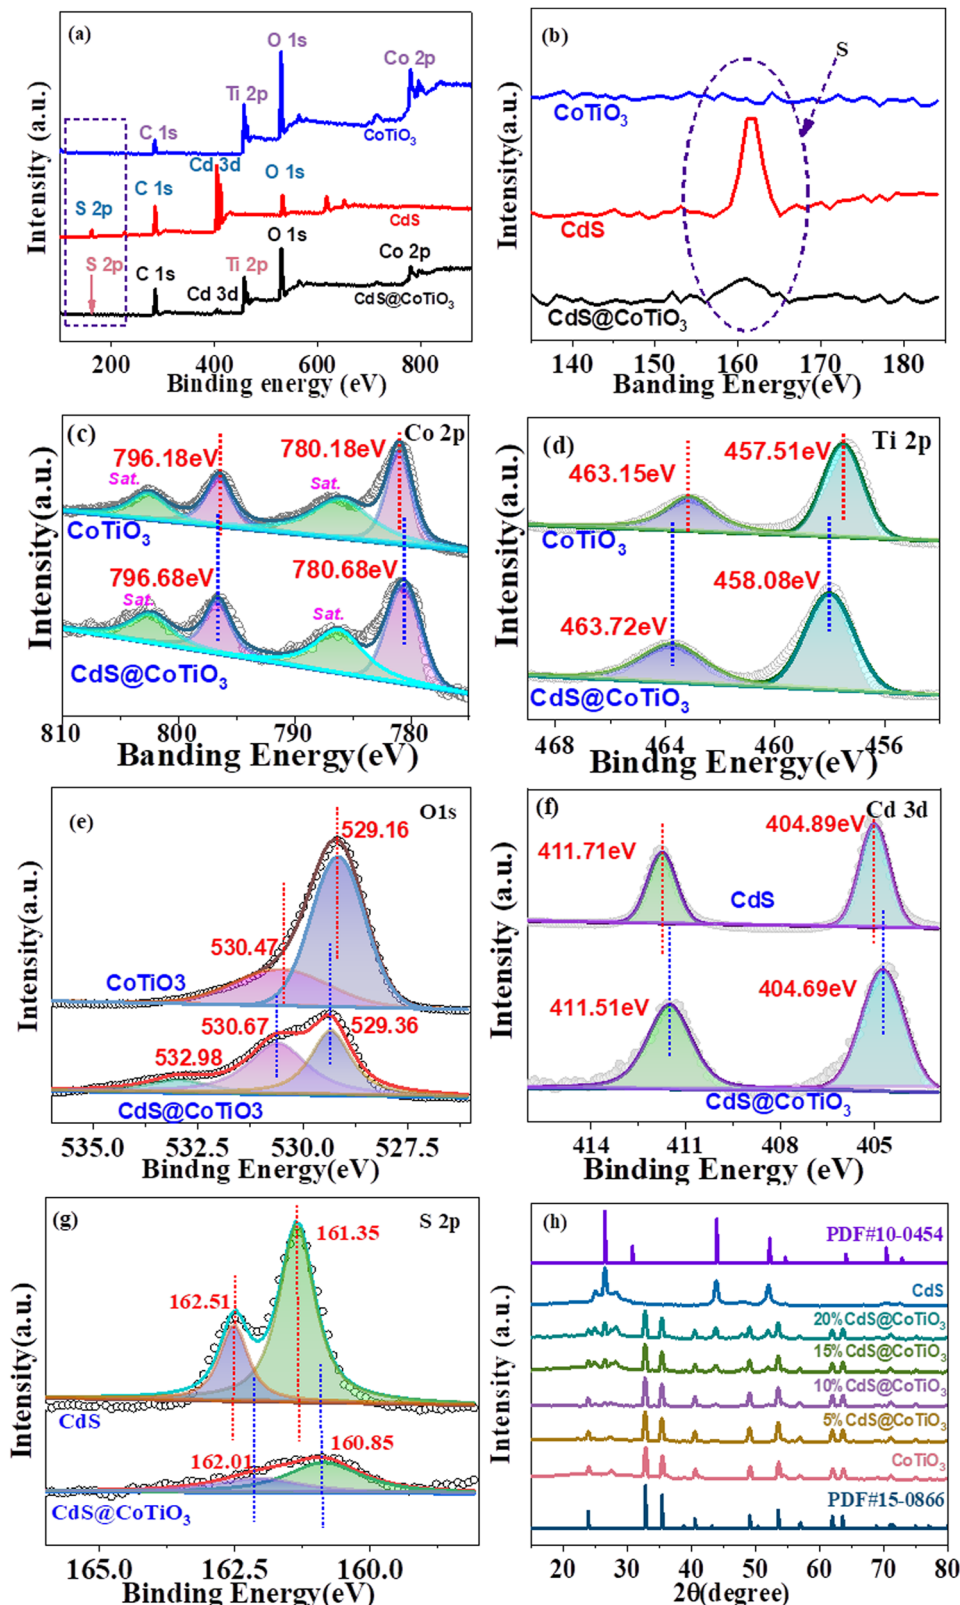 (a)
O 1s
Co 2p
Ti 2p
C 1s
CoTiO3
Cd 3d
C 1s
O 1s
S 2p
CdS
O 1s
S 2p
C 1s
Ti 2p
Co 2p
Cd 3d
CdS@CoTiO3
Intensity (a.u.)
200 400 600 800
Binding energy (eV)
(b)
S
CoTiO3
CdS
CdS@CoTiO3
Intensity(a.u.)
140 150 160 170 180
Banding Energy(eV)
(c)
Co 2p
796.18eV
780.18eV
Sat.
Sat.
CoTiO3
796.68eV
780.68eV
Sat.
Sat.
CdS@CoTiO3
Intensity(a.u.)
810 800 790 780
Banding Energy(eV)
(d)
Ti 2p
457.51eV
463.15eV
CoTiO3
458.08eV
463.72eV
CdS@CoTiO3
Intensity(a.u.)
468 464 460 456
Bindng Energy(eV)
(e)
O1s
529.16
530.47
CoTiO3
530.67
529.36
532.98
CdS@CoTiO3
Intensity(a.u.)
535.0 532.5 530.0 527.5
Bindng Energy(eV)
(f)
Cd 3d
404.89eV
411.71eV
CdS
404.69eV
411.51eV
CdS@CoTiO3
Intensity(a.u.)
414 411 408 405
Bindng Energy(eV)
(g)
S 2p
161.35
162.51
CdS
160.85
162.01
CdS@CoTiO3
Intensity(a.u.)
165.0 162.5 160.0
Binding Energy(eV)
(h)
PDF#10-0454
CdS
20%CdS@CoTiO3
15%CdS@CoTiO3
10%CdS@CoTiO3
5%CdS@CoTiO3
CoTiO3
PDF#15-0866
Intensity (a.u.)
20 30 40 50 60 70 80
2θ(degree)